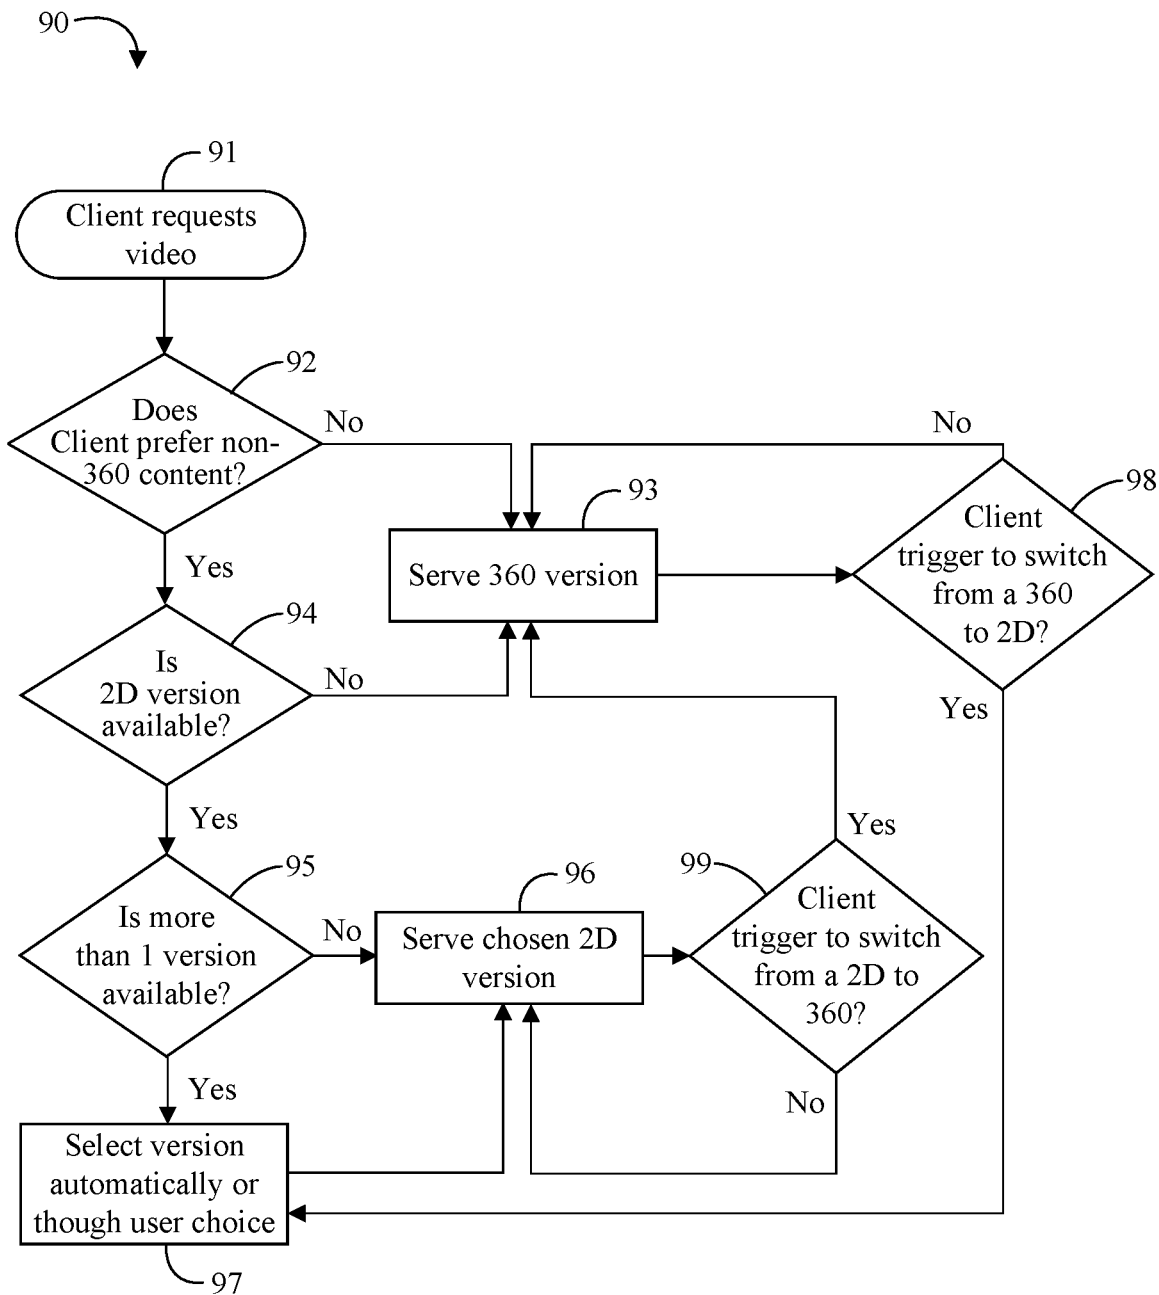 90
91
Client requests
video
92
Does
Client prefer non-
360 content?
No
Yes
93
Serve 360 version
No
98
Client
trigger to switch
from a 360
to 2D?
Yes
94
Is
2D version
available?
No
Yes
95
Is more
than 1 version
available?
No
Yes
96
Serve chosen 2D
version
99
Client
trigger to switch
from a 2D to
360?
Yes
No
Select version
automatically or
though user choice
97